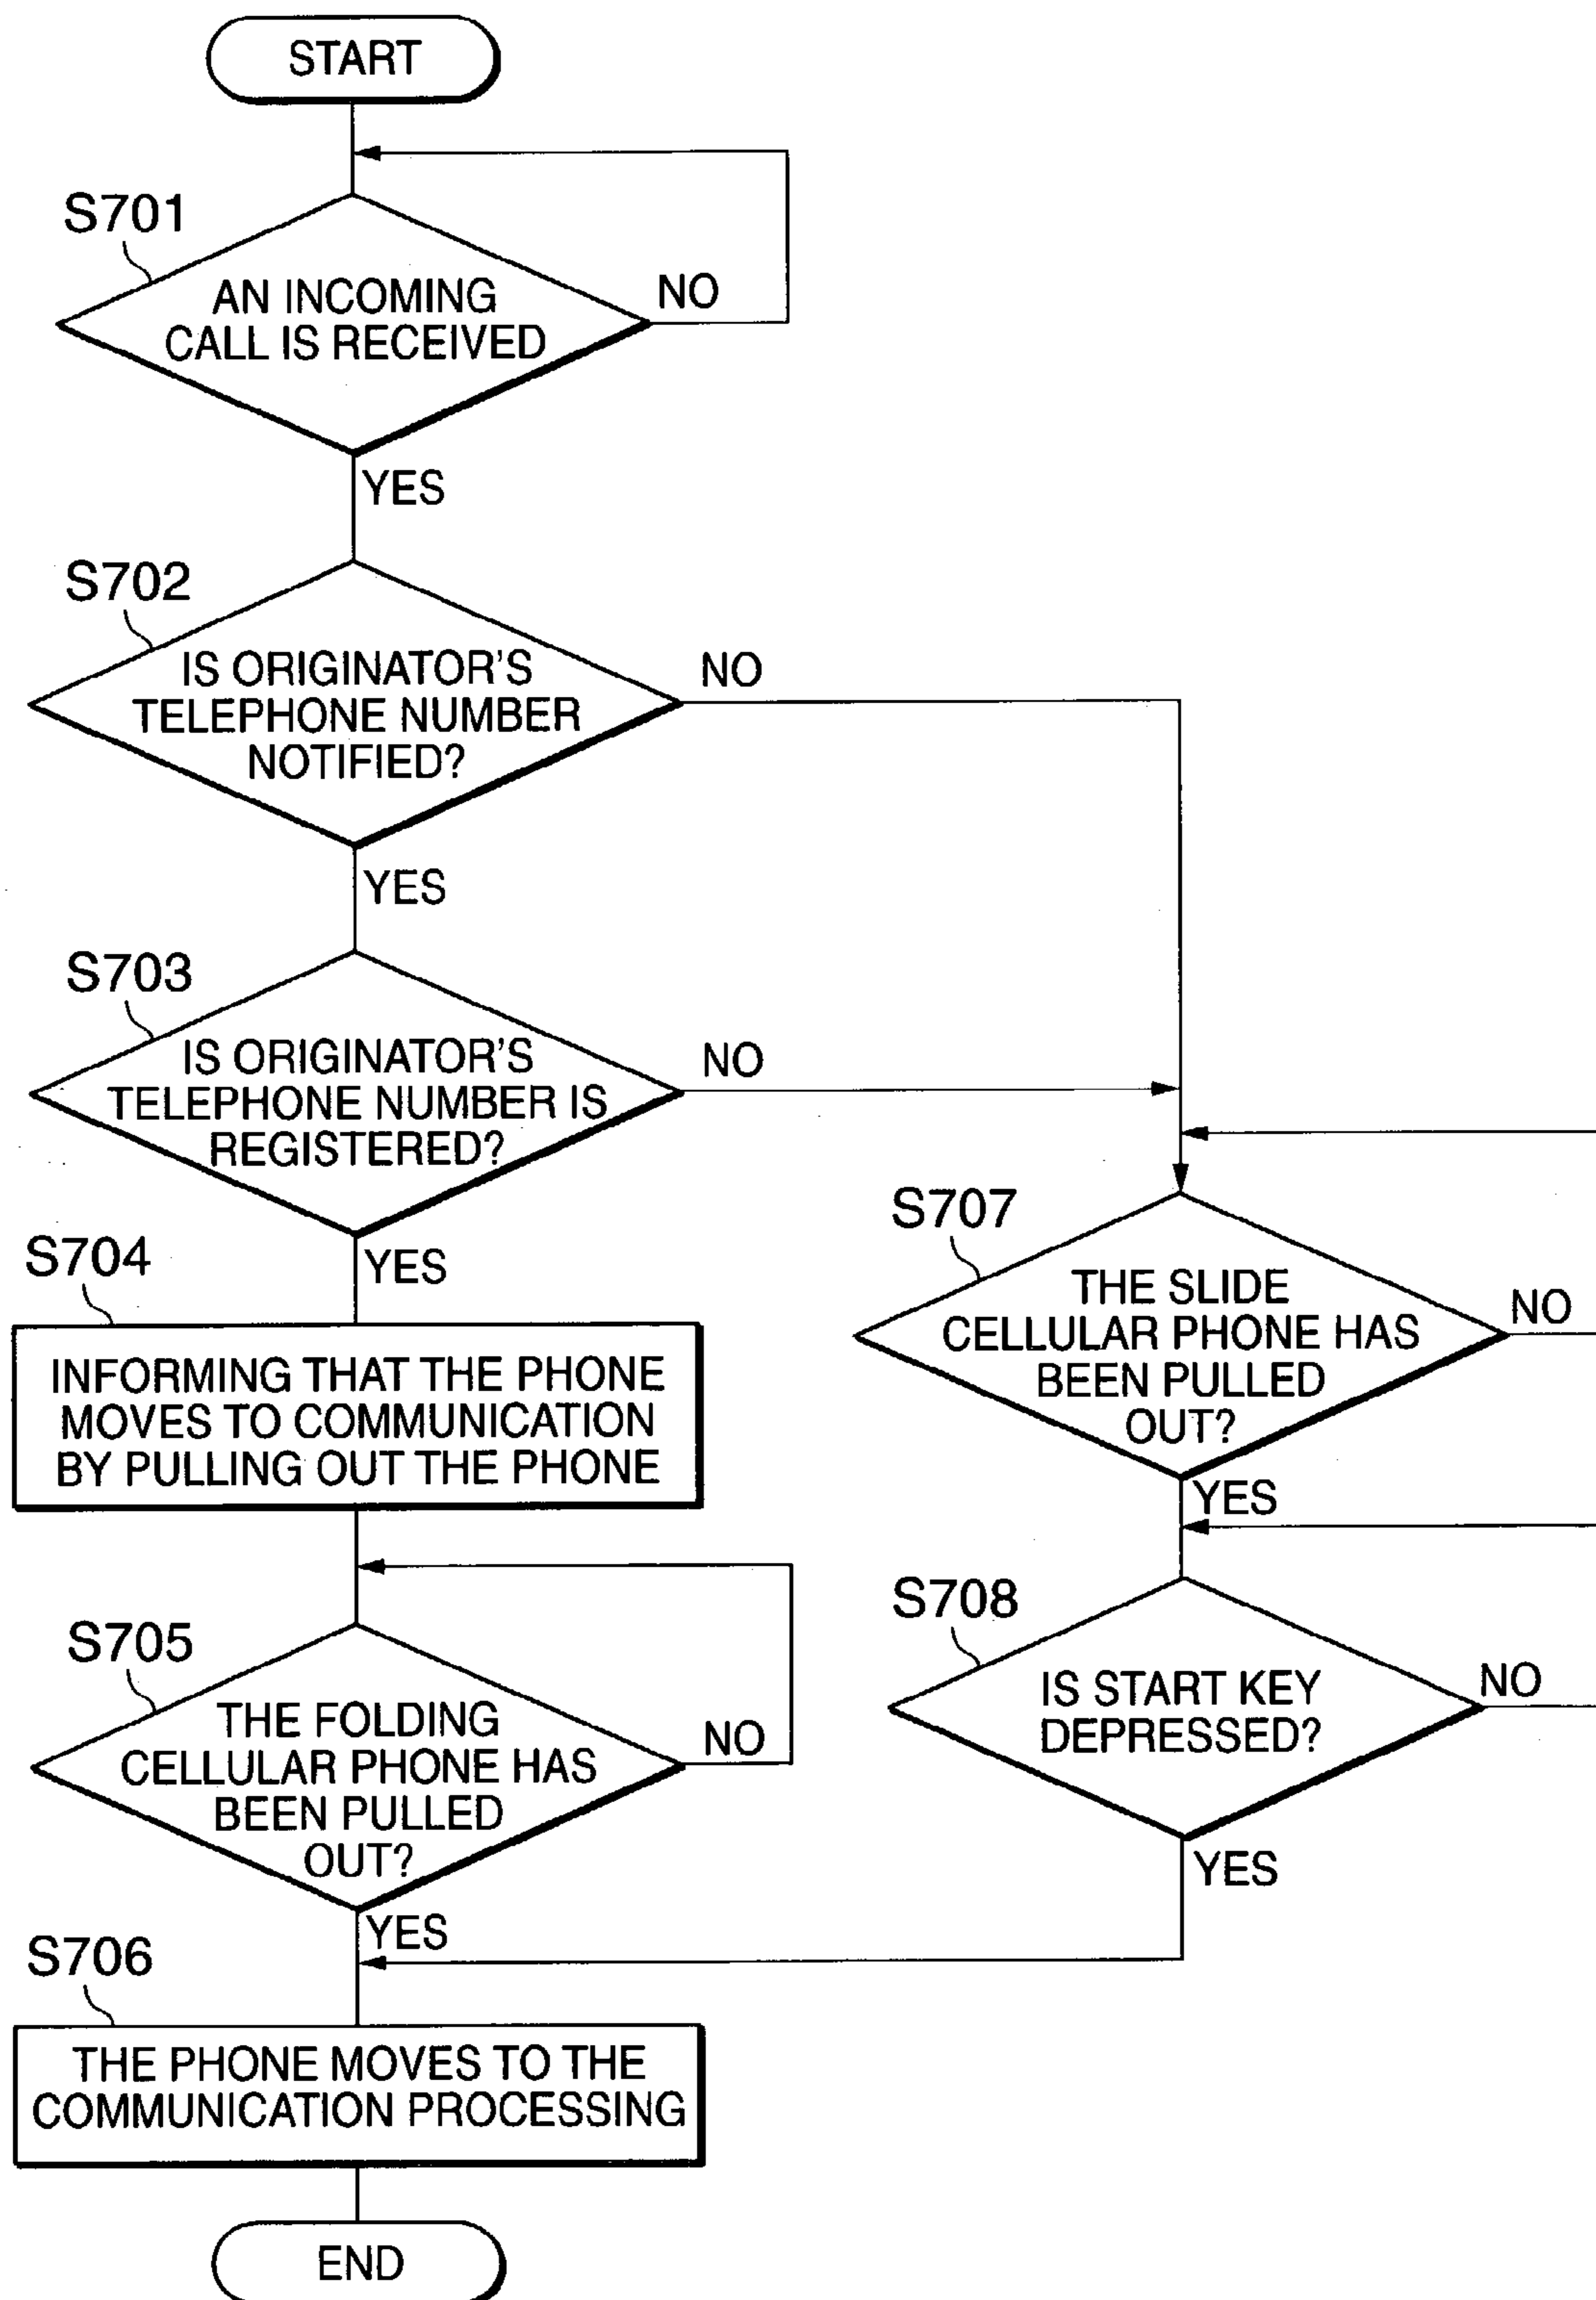 START
S701
AN INCOMING
CALL IS RECEIVED
NO
YES
S702
IS ORIGINATOR'S
TELEPHONE NUMBER
NOTIFIED?
NO
YES
S703
IS ORIGINATOR'S
TELEPHONE NUMBER IS
REGISTERED?
NO
YES
S704
INFORMING THAT THE PHONE
MOVES TO COMMUNICATION
BY PULLING OUT THE PHONE
S705
THE FOLDING
CELLULAR PHONE HAS
BEEN PULLED
OUT?
NO
YES
S706
THE PHONE MOVES TO THE
COMMUNICATION PROCESSING
END
S707
THE SLIDE
CELLULAR PHONE HAS
BEEN PULLED
OUT?
NO
YES
S708
IS START KEY
DEPRESSED?
NO
YES